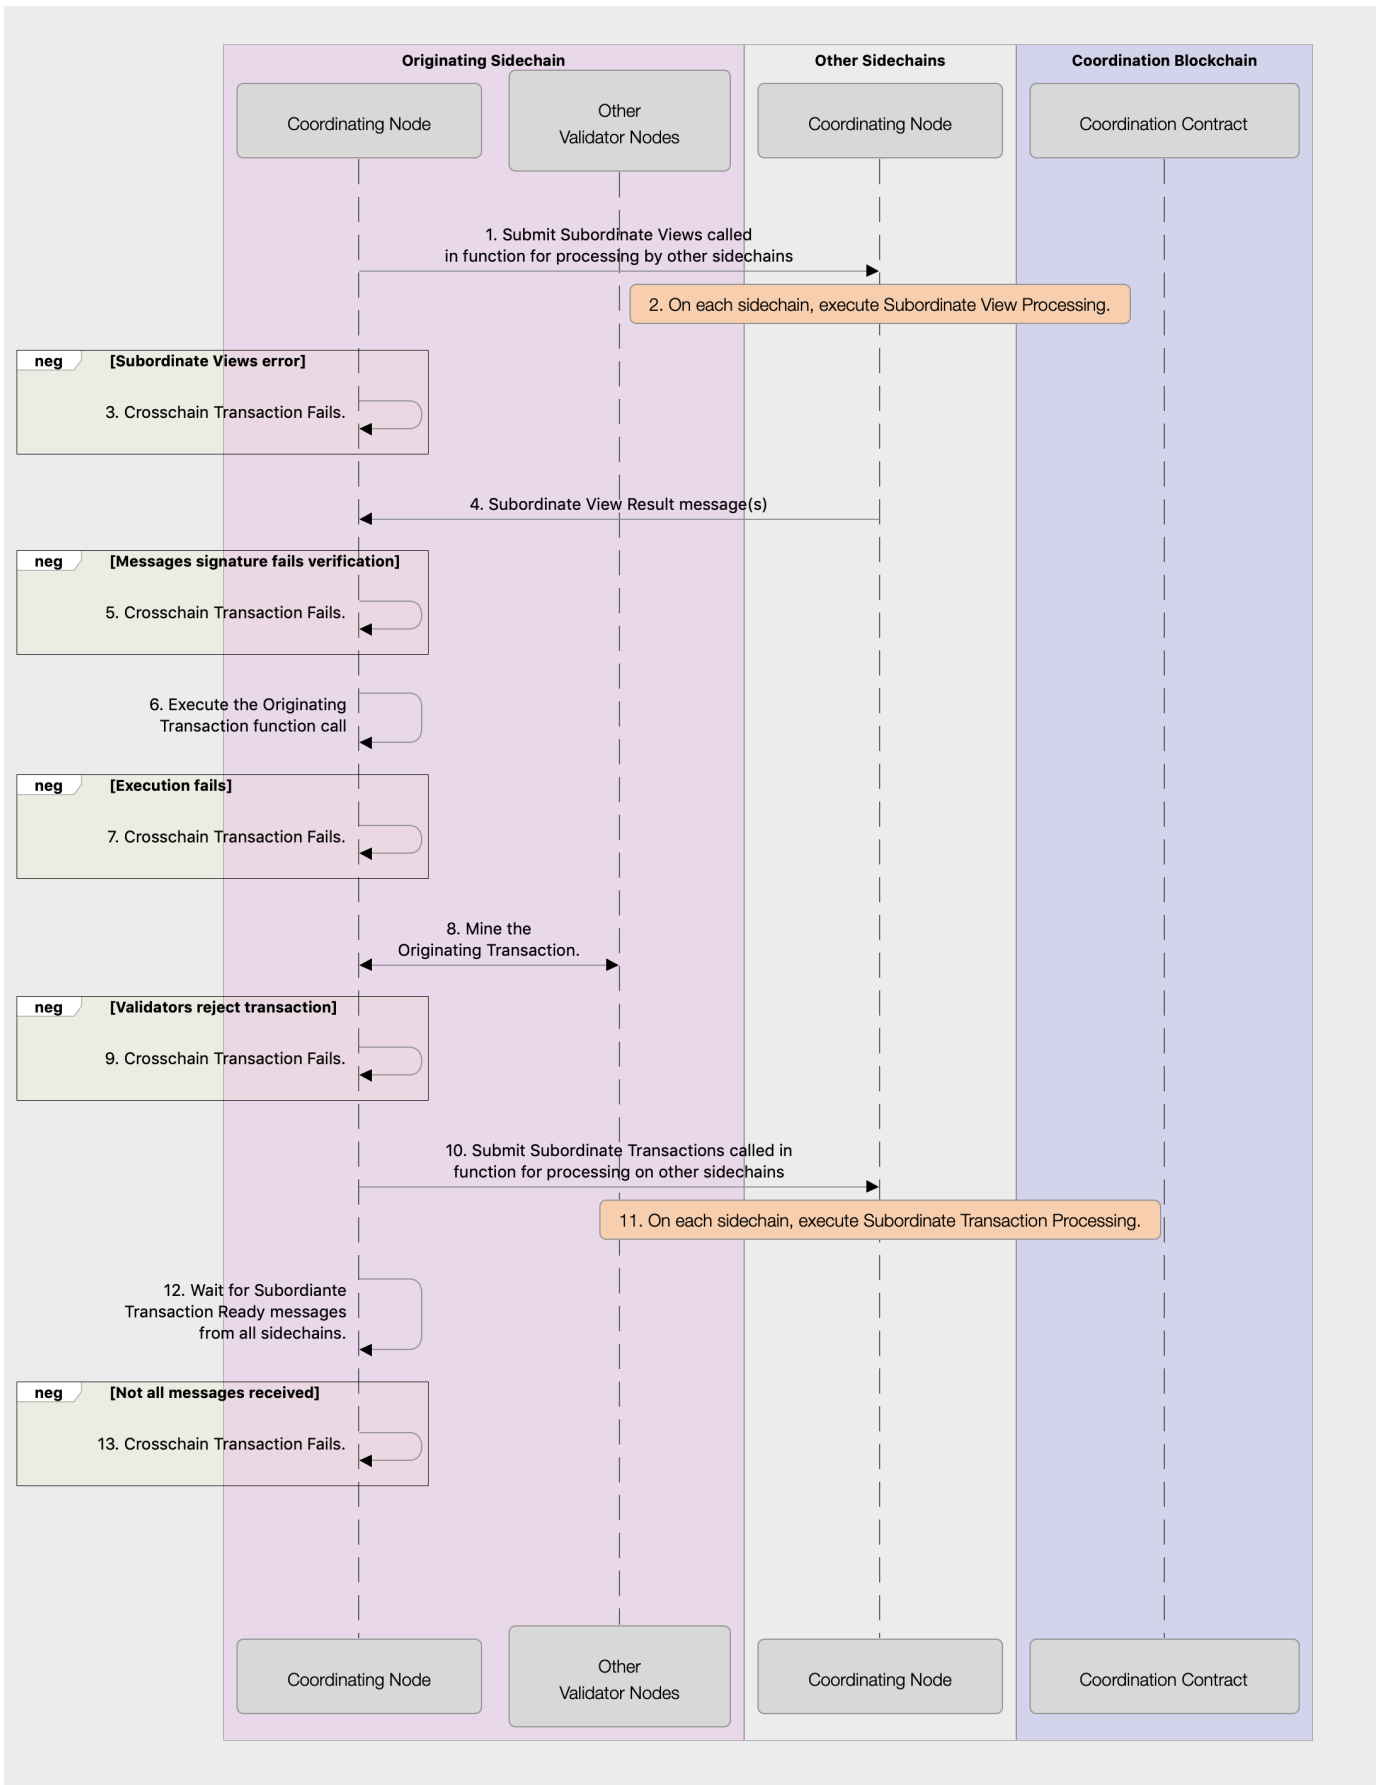 Originating Sidechain
Other Sidechains
Coordination Blockchain
Coordinating Node
Other
Validator Nodes
Coordinating Node
Coordination Contract
1. Submit Subordinate Views called
in function for processing by other sidechains
2. On each sidechain, execute Subordinate View Processing.
neg
[Subordinate Views error]
3. Crosschain Transaction Fails.
4. Subordinate View Result message(s)
neg
[Messages signature fails verification]
5. Crosschain Transaction Fails.
6. Execute the Originating
Transaction function call
neg
[Execution fails]
7. Crosschain Transaction Fails.
8. Mine the
Originating Transaction.
neg
[Validators reject transaction]
9. Crosschain Transaction Fails.
10. Submit Subordinate Transactions called in
function for processing on other sidechains
11. On each sidechain, execute Subordinate Transaction Processing.
12. Wait for Subordiante
Transaction Ready messages
from all sidechains.
neg
[Not all messages received]
13. Crosschain Transaction Fails.
Coordinating Node
Other
Validator Nodes
Coordinating Node
Coordination Contract